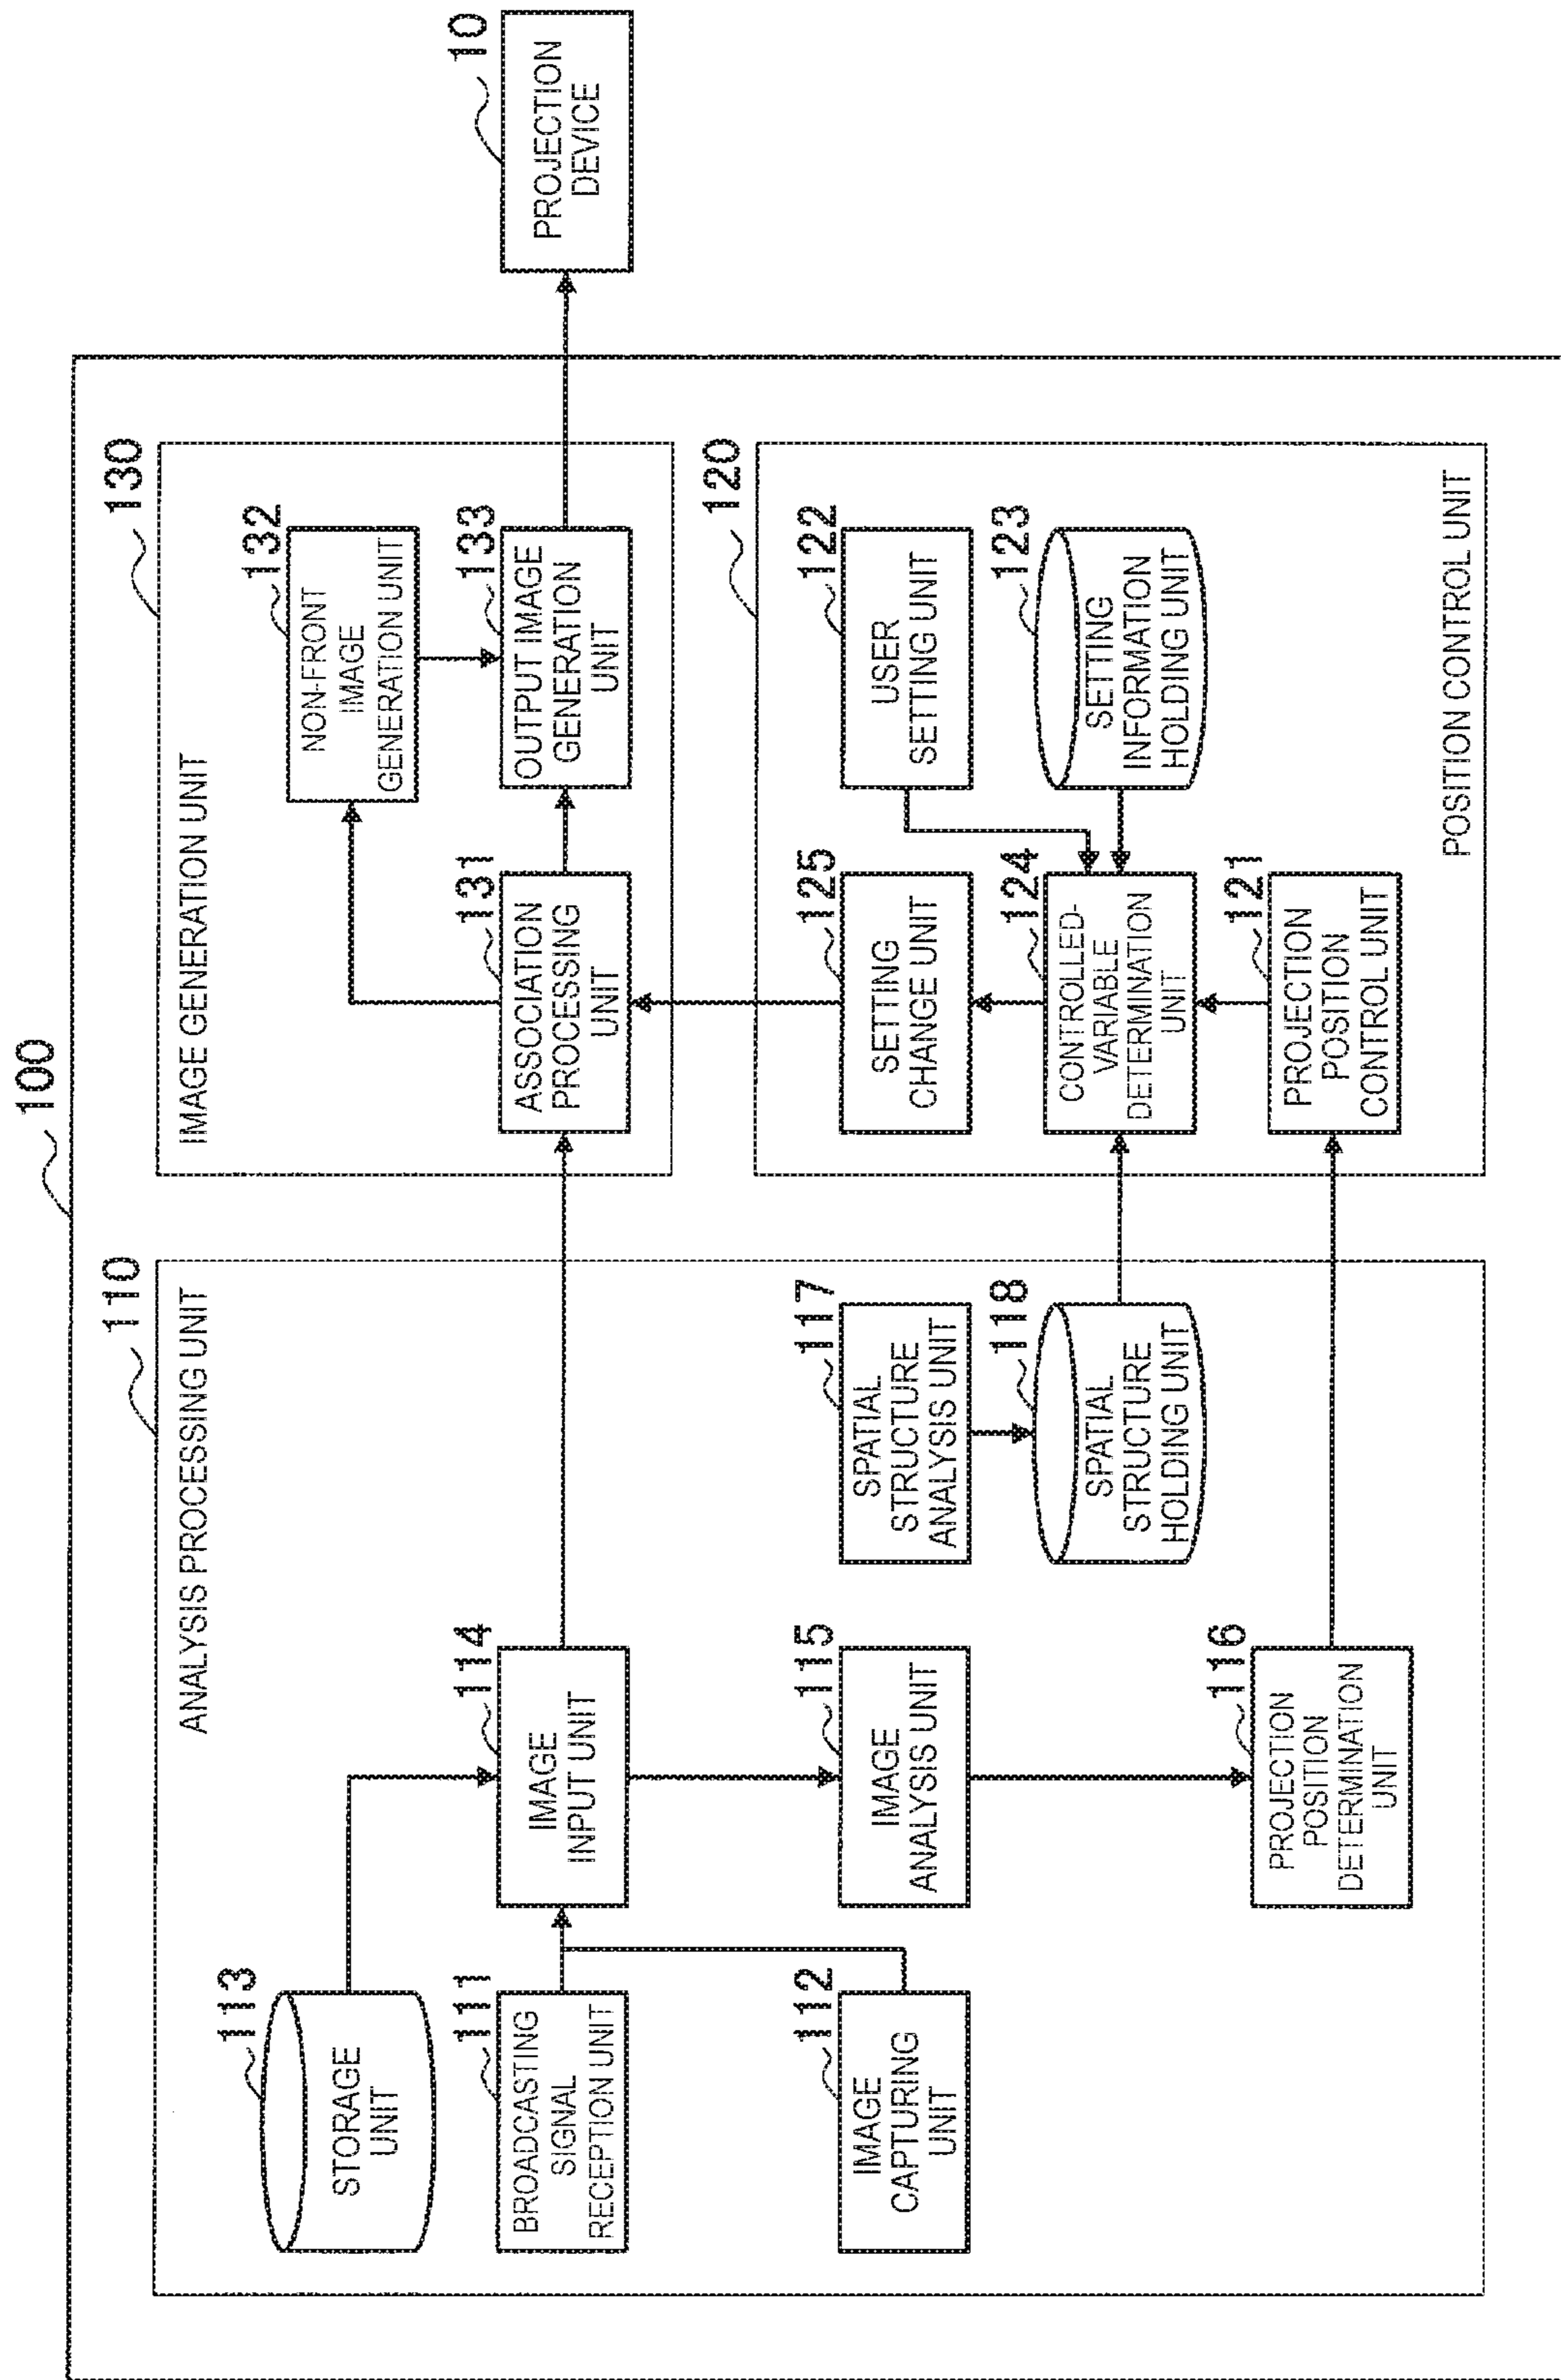 100
110
ANALYSIS PROCESSING UNIT
113
STORAGE
UNIT
111
BROADCASTING
SIGNAL
RECEPTION UNIT
112
IMAGE
CAPTURING
UNIT
114
IMAGE
INPUT UNIT
115
IMAGE
ANALYSIS UNIT
116
PROJECTION
POSITION
DETERMINATION
UNIT
117
SPATIAL
STRUCTURE
ANALYSIS UNIT
118
SPATIAL
STRUCTURE
HOLDING UNIT
130
IMAGE GENERATION UNIT
131
ASSOCIATION
PROCESSING
UNIT
132
NON-FRONT
IMAGE
GENERATION UNIT
133
OUTPUT IMAGE
GENERATION
UNIT
120
125
SETTING
CHANGE UNIT
124
CONTROLLED-
VARIABLE
DETERMINATION
UNIT
121
PROJECTION
POSITION
CONTROL UNIT
122
USER
SETTING UNIT
123
SETTING
INFORMATION
HOLDING UNIT
POSITION CONTROL UNIT
10
PROJECTION
DEVICE